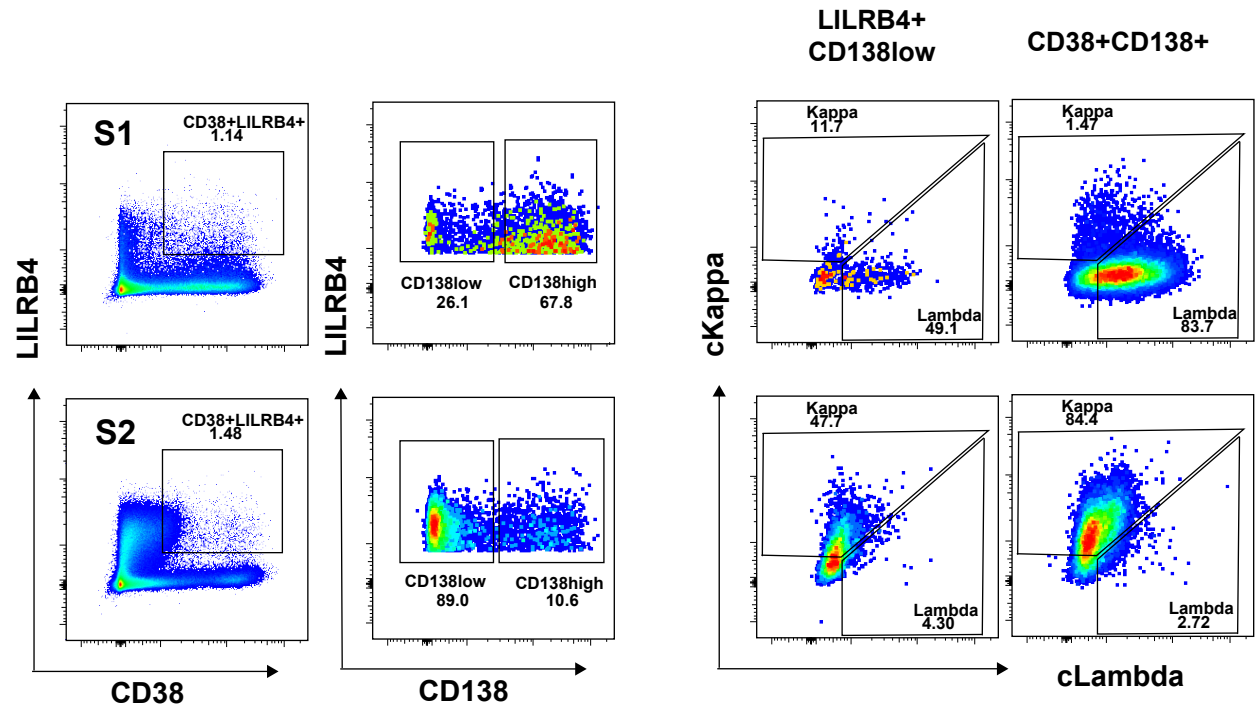 LILRB4+
CD138low
CD38+CD138+
S1
CD38+LILRB4+
1.14
LILRB4
CD138low
26.1
CD138high
67.8
LILRB4
Kappa
11.7
Lambda
49.1
Kappa
1.47
Lambda
83.7
cKappa
S2
CD38+LILRB4+
1.48
CD138low
89.0
CD138high
10.6
Kappa
47.7
Lambda
4.30
Kappa
84.4
Lambda
2.72
CD38
CD138
cLambda